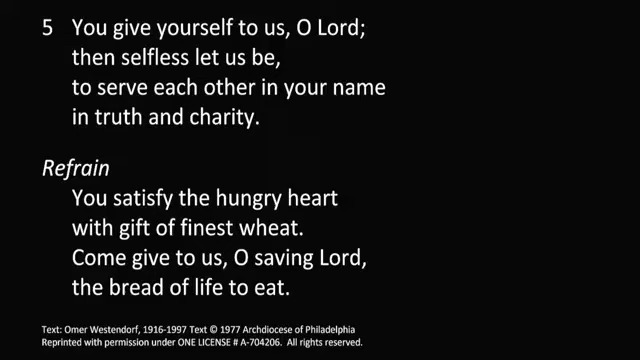 5 You give yourself to us, O Lord;
then selfless let us be,
to serve each other in your name
in truth and charity.
Refrain
You satisfy the hungry heart
with gift of finest wheat.
Come give to us, O saving Lord,
the bread of life to eat.
Text: Omer Westendorf, 1916-1997 Text © 1977 Archdiocese of Philadelphia
Reprinted with permission under ONE LICENSE # A-704206. All rights reserved.